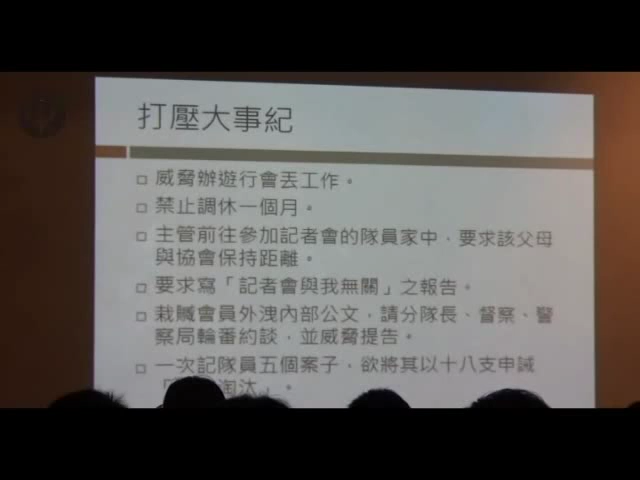 打壓大事紀
□ 威脅辦遊行會丟工作。
□ 禁止調休一個月。
□ 主管前往參加記者會的隊員家中，要求該父母
與協會保持距離。
□ 要求寫「記者會與我無關」之報告。
□ 栽贓會員外洩內部公文，請分隊長、督察、警
察局輪番約談，並威脅提告。
□ 一次記隊員五個案子，欲將其以十八支申誡
「 淘汰」。